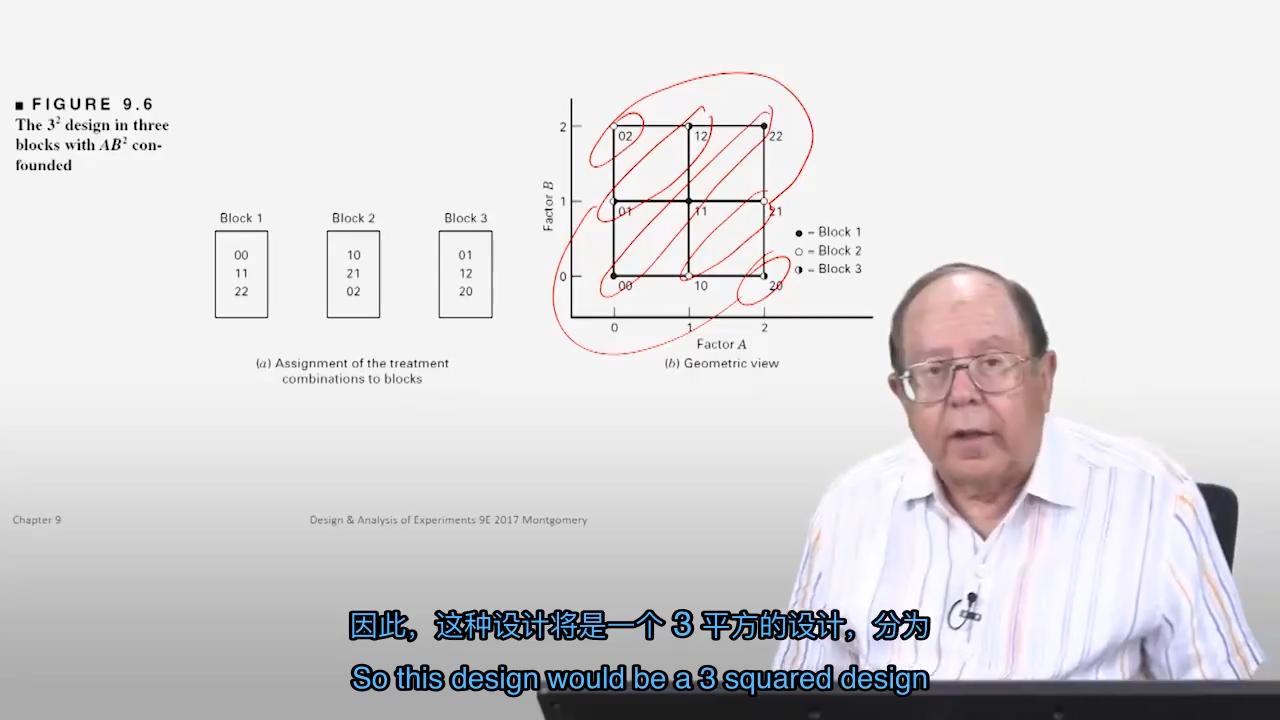 ■ FIGURE 9.6
The 3² design in three
blocks with AB² con-
founded
Block 1
Block 2
Block 3
00
11
22
10
21
02
01
12
20
(a) Assignment of the treatment
combinations to blocks
Factor B
2
1
0
02
12
22
01
11
21
00
10
20
0
1
2
Factor A
● = Block 1
○ = Block 2
◑ = Block 3
(b) Geometric view
Chapter 9
Design & Analysis of Experiments 9E 2017 Montgomery
因此，这种设计将是一个 3 平方的设计，分为
So this design would be a 3 squared design